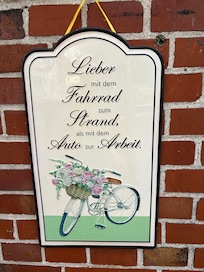 Lieber
mit dem
Fahrrad
zum
Strand,
als mit dem
Auto zur Arbeit.